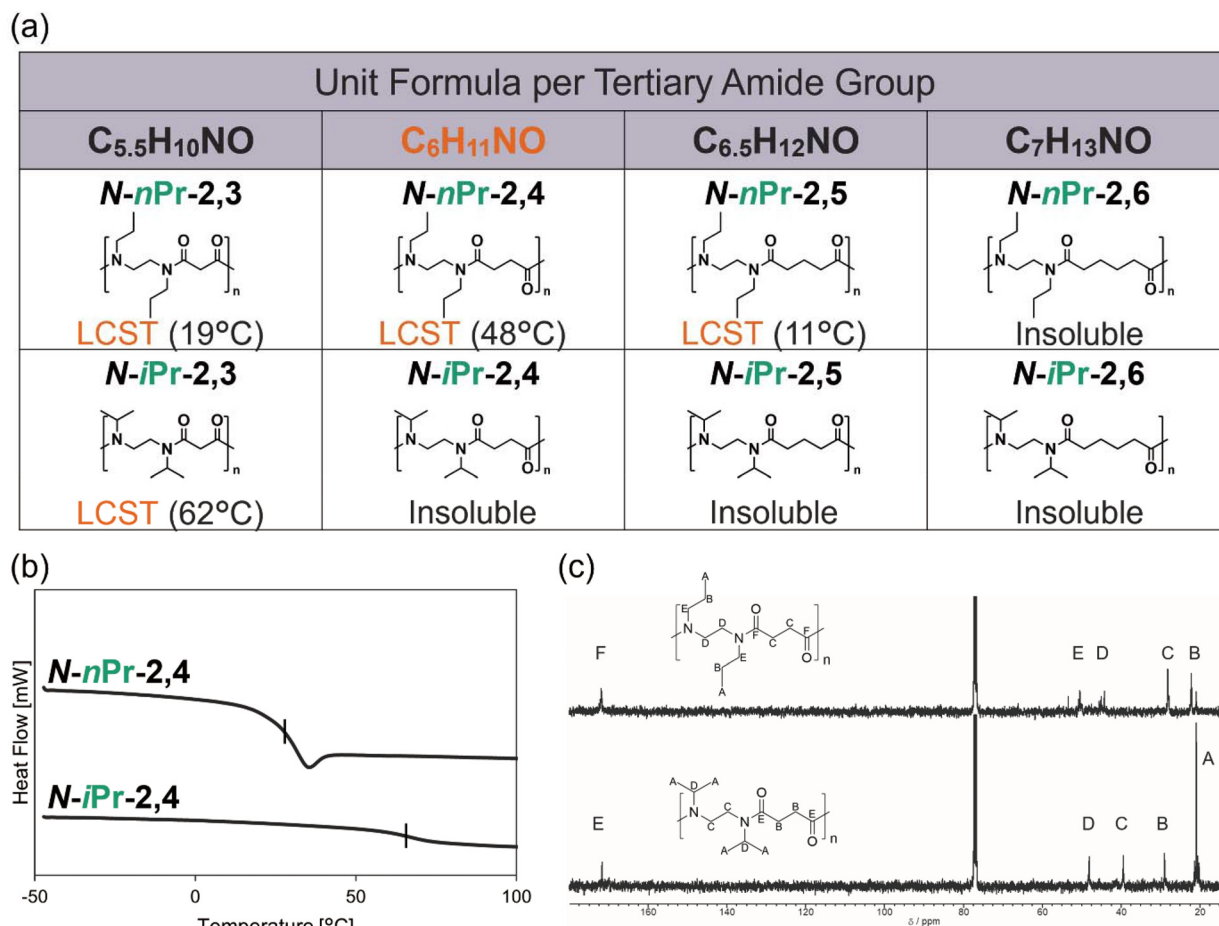 (a)
Unit Formula per Tertiary Amide Group
C5.5H10NO C6H11NO C6.5H12NO C7H13NO
N-nPr-2,3 N-nPr-2,4 N-nPr-2,5 N-nPr-2,6
N N O O n
N N O O n
N N O O n
N N O O n
LCST (19°C) LCST (48°C) LCST (11°C) Insoluble
N-iPr-2,3 N-iPr-2,4 N-iPr-2,5 N-iPr-2,6
N N O O n
N N O O n
N N O O n
N N O O n
LCST (62°C) Insoluble Insoluble Insoluble
(b)
Heat Flow [mW]
N-nPr-2,4
N-iPr-2,4
-50 0 50 100
Temperature [°C]
(c)
A
B
E O
N D C F
D N F C O n
B E
A
F E D C B
A
A D A
N C O B E
C N E B O n
A D A
E D C B
160 140 120 100 80 60 40 20
δ / ppm